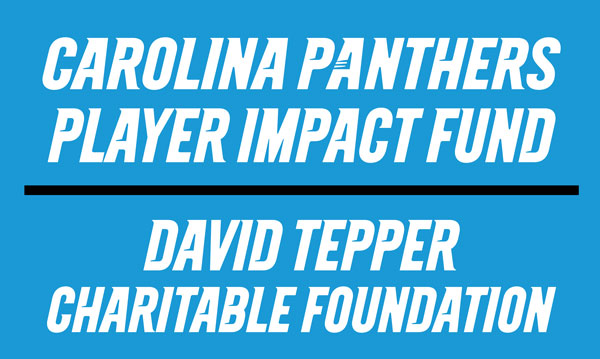 CAROLINA PANTHERS
PLAYER IMPACT FUND
DAVID TEPPER
CHARITABLE FOUNDATION